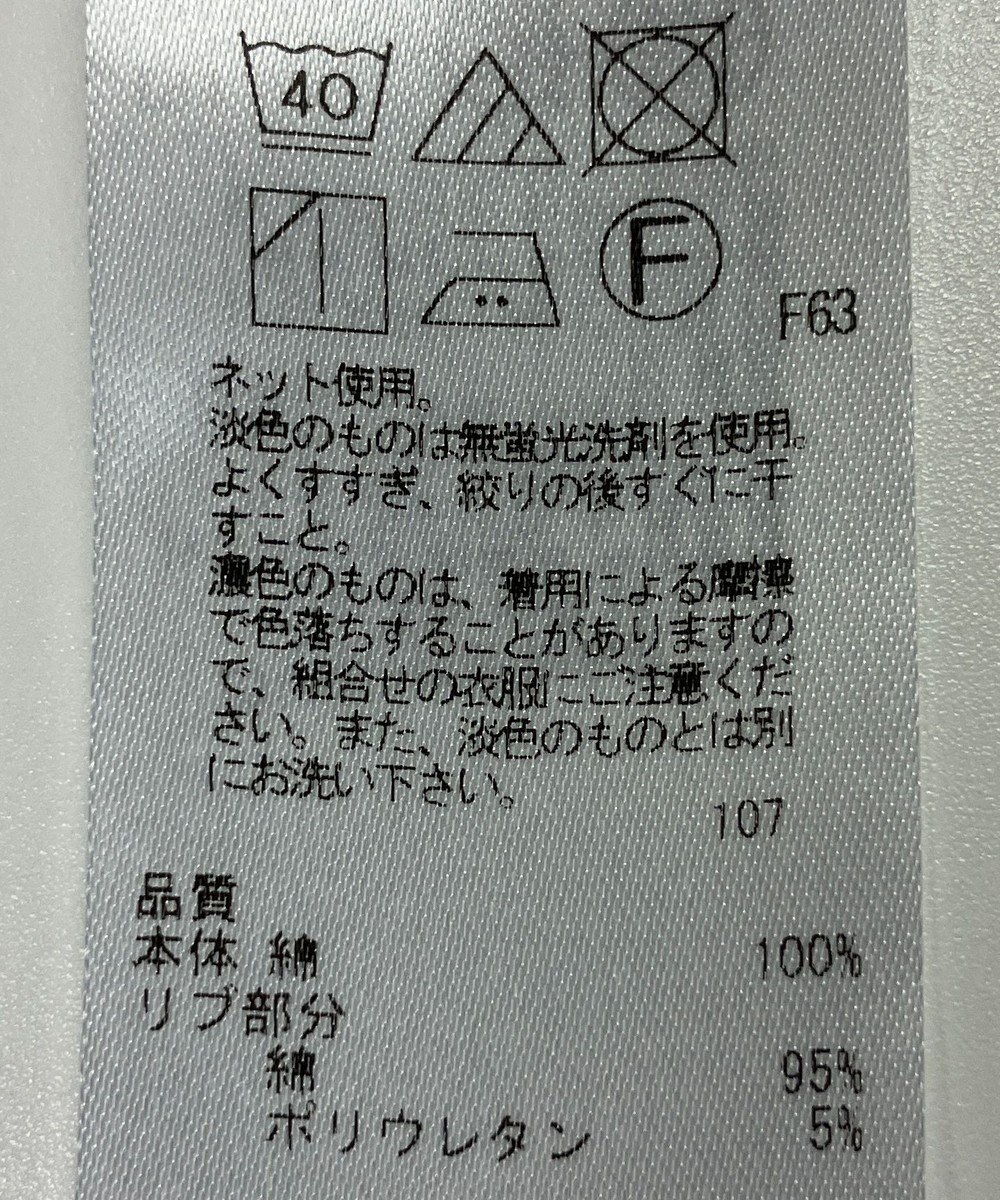 40
F
F63
ネット使用。
淡色のものは無蛍光洗剤を使用。
よくすすぎ、絞りの後すぐに干
すこと。
濃色のものは、着用による摩擦
で色落ちすることがありますの
で、組合せの衣服にご注意くだ
さい。また、淡色のものとは別
にお洗い下さい。
107
品質
本体 綿 100%
リブ部分
綿 95%
ポリウレタン 5%